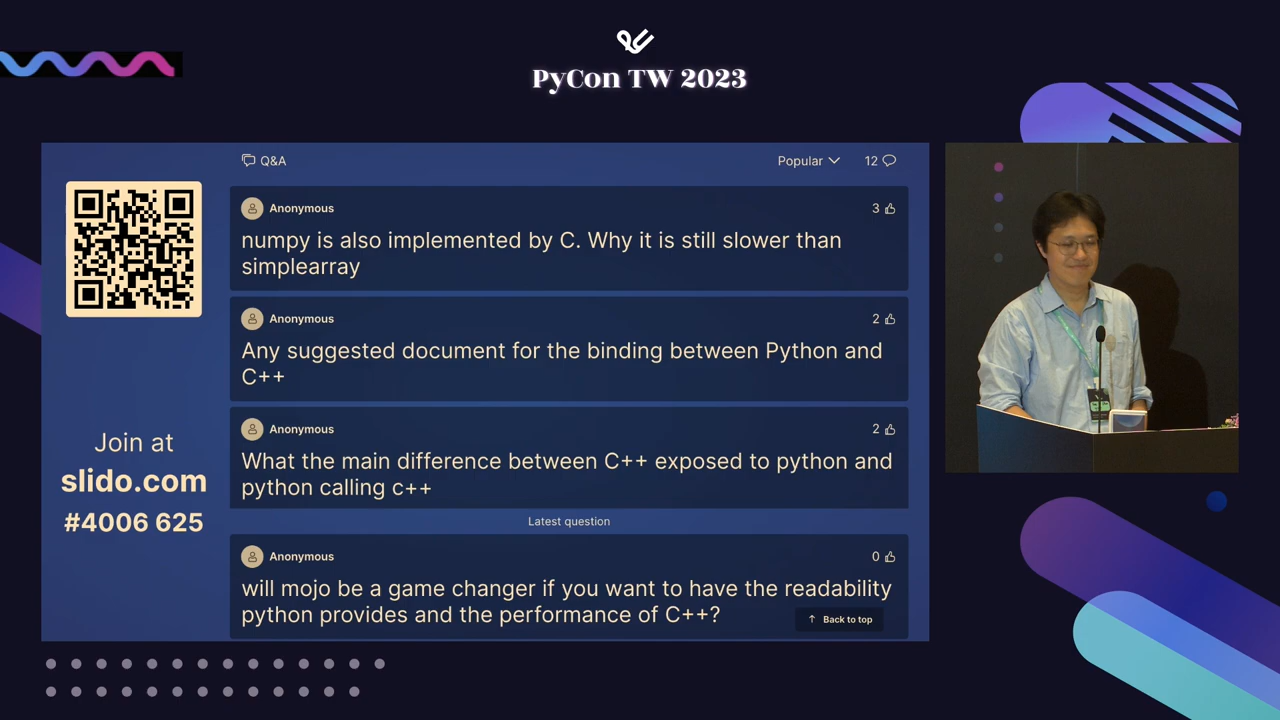 PyCon TW 2023
Q&A
Popular
12
Anonymous
3
numpy is also implemented by C. Why it is still slower than
simplearray
Anonymous
2
Any suggested document for the binding between Python and
C++
Anonymous
2
What the main difference between C++ exposed to python and
python calling c++
Latest question
Anonymous
0
will mojo be a game changer if you want to have the readability
python provides and the performance of C++?
Back to top
Join at
slido.com
#4006 625